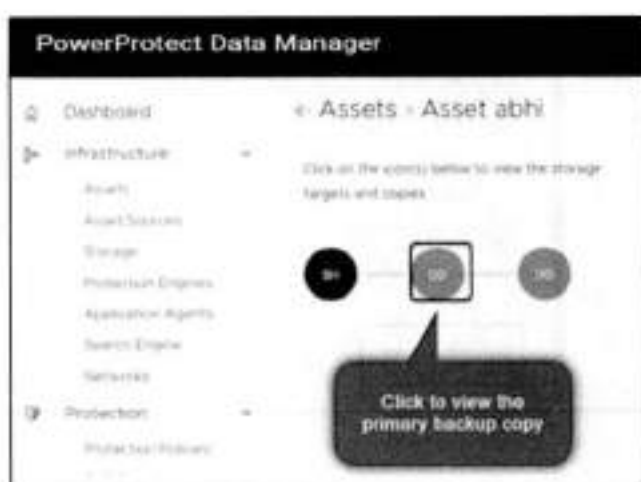 PowerProtect Data Manager
Dashboard
Infrastructure
Assets
Asset Sources
Storage
Protection Engines
Application Agents
Search Engine
Networks
Protection
Protection Policies
Assets Asset abhi
Click on the icon(s) below to view the storage
targets and copies
DD
Click to view the
primary backup copy